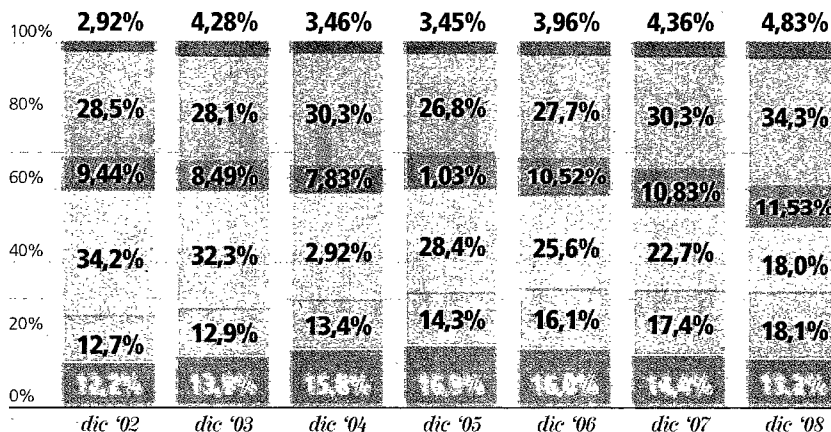 2,92% 4,28% 3,46% 3,45% 3,96% 4,36% 4,83%
100%
28,5% 28,1% 30,3% 26,8% 27,7% 30,3% 34,3%
80%
9,44% 8,49% 7,83% 1,03% 10,52% 10,83% 11,53%
60%
34,2% 32,3% 2,92% 28,4% 25,6% 22,7% 18,0%
40%
12,7% 12,9% 13,4% 14,3% 16,1% 17,4% 18,1%
20%
0%
dic '02 dic '03 dic '04 dic '05 dic '06 dic '07 dic '08